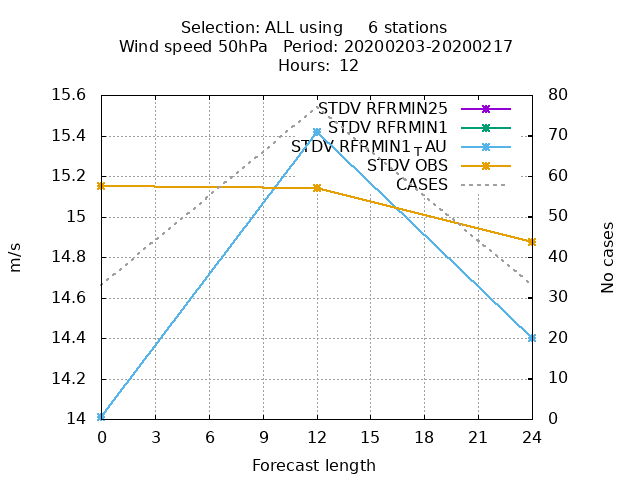 Selection: ALL using     6 stations
Wind speed 50hPa   Period: 20200203-20200217
Hours:  12
15.6
15.4
15.2
15
14.8
14.6
14.4
14.2
14
m/s
STDV RFRMIN25
STDV RFRMIN1
STDV RFRMIN1_TAU
STDV OBS
CASES
80
70
60
50
40
30
20
10
0
No cases
0 3 6 9 12 15 18 21 24
Forecast length